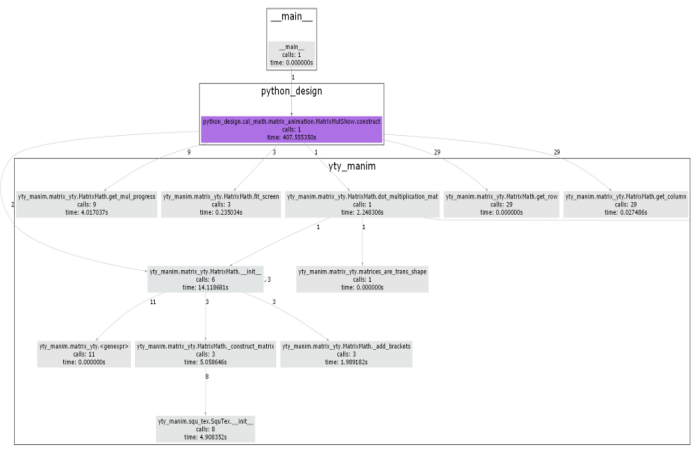 __main__
__main__
calls: 1
time: 0.000000s
1
python_design
python_design.cal_math.matrix_animation.MatrixMulShow.construct
calls: 1
time: 407.555350s
9
3
1
29
29
2
yty_manim
yty_manim.matrix_yty.MatrixMath.get_mul_progress
calls: 9
time: 4.017037s
yty_manim.matrix_yty.MatrixMath.fit_screen
calls: 3
time: 0.235034s
yty_manim.matrix_yty.MatrixMath.dot_multiplication_mat
calls: 1
time: 2.248306s
yty_manim.matrix_yty.MatrixMath.get_row
calls: 29
time: 0.000000s
yty_manim.matrix_yty.MatrixMath.get_column
calls: 29
time: 0.027486s
1
1
yty_manim.matrix_yty.MatrixMath.__init__
calls: 6
time: 14.118681s
3
yty_manim.matrix_yty.matrices_are_trans_shape
calls: 1
time: 0.000000s
11
3
3
yty_manim.matrix_yty.<genexpr>
calls: 11
time: 0.000000s
yty_manim.matrix_yty.MatrixMath._construct_matrix
calls: 3
time: 5.058646s
yty_manim.matrix_yty.MatrixMath._add_brackets
calls: 3
time: 1.989182s
8
yty_manim.squ_tex.SquTex.__init__
calls: 8
time: 4.908352s